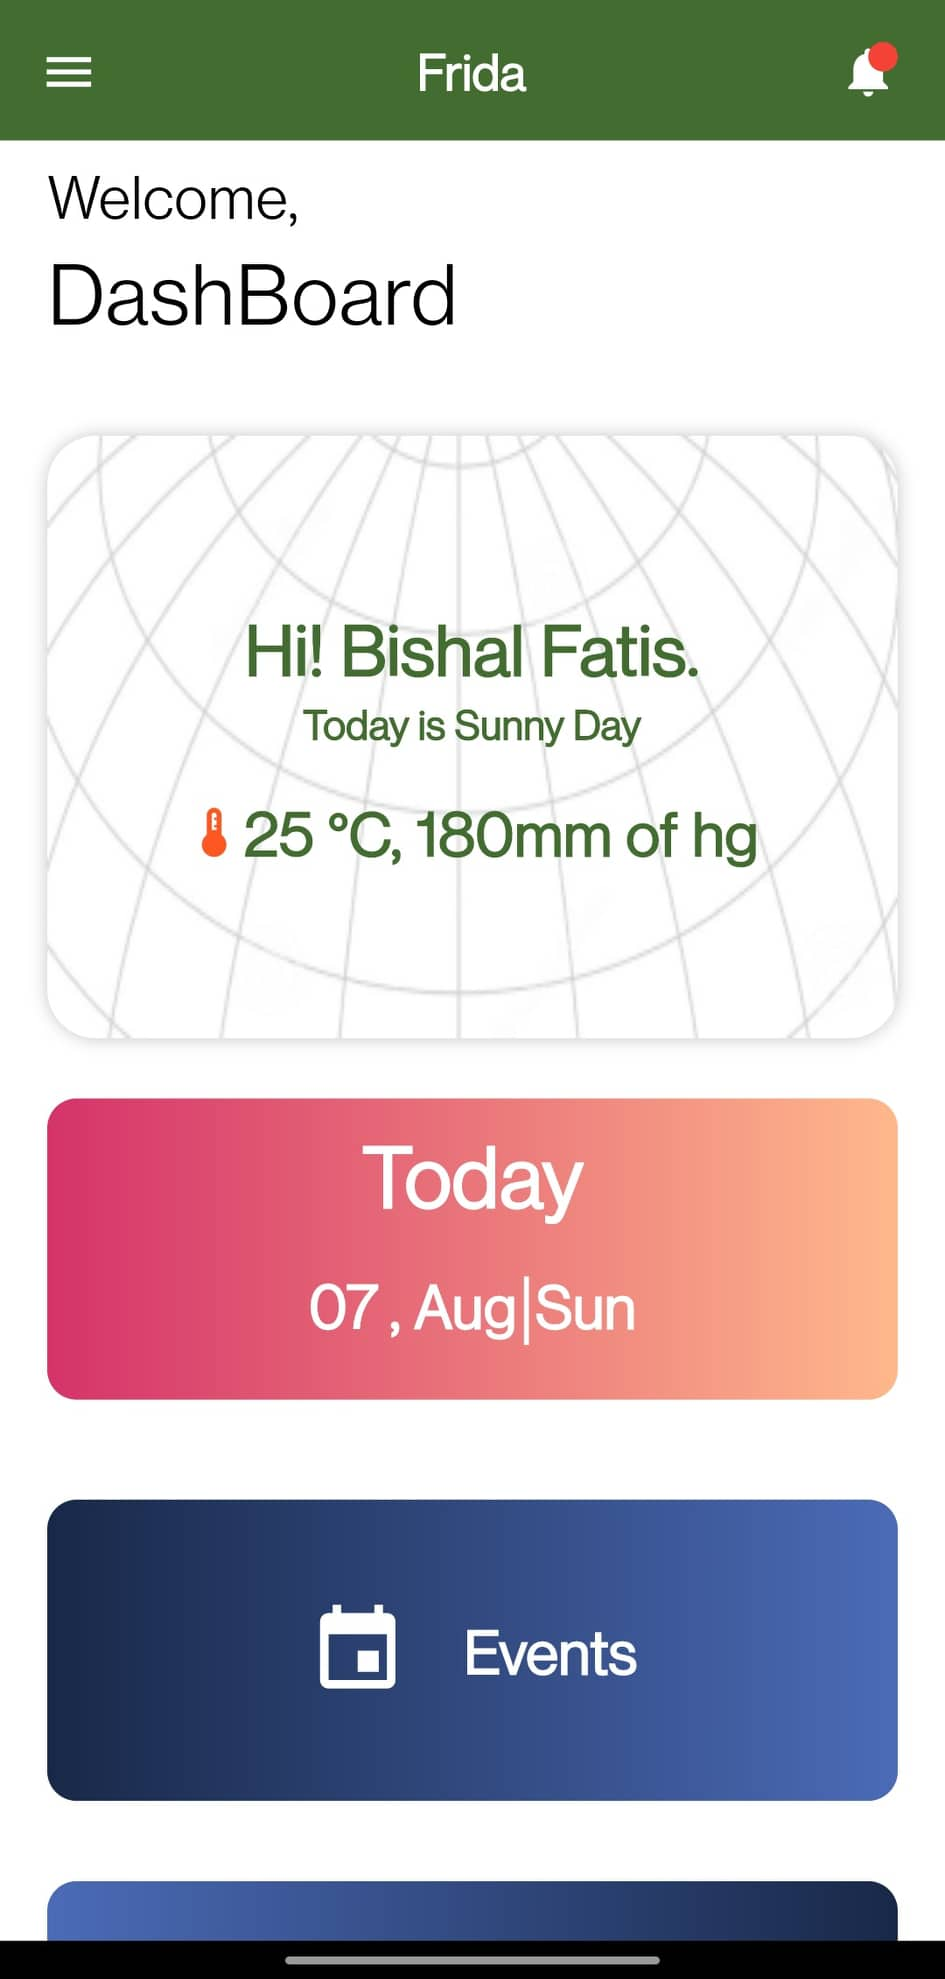 Frida
Welcome,
DashBoard
Hi! Bishal Fatis.
Today is Sunny Day
25 °C, 180mm of hg
Today
07 , Aug|Sun
Events